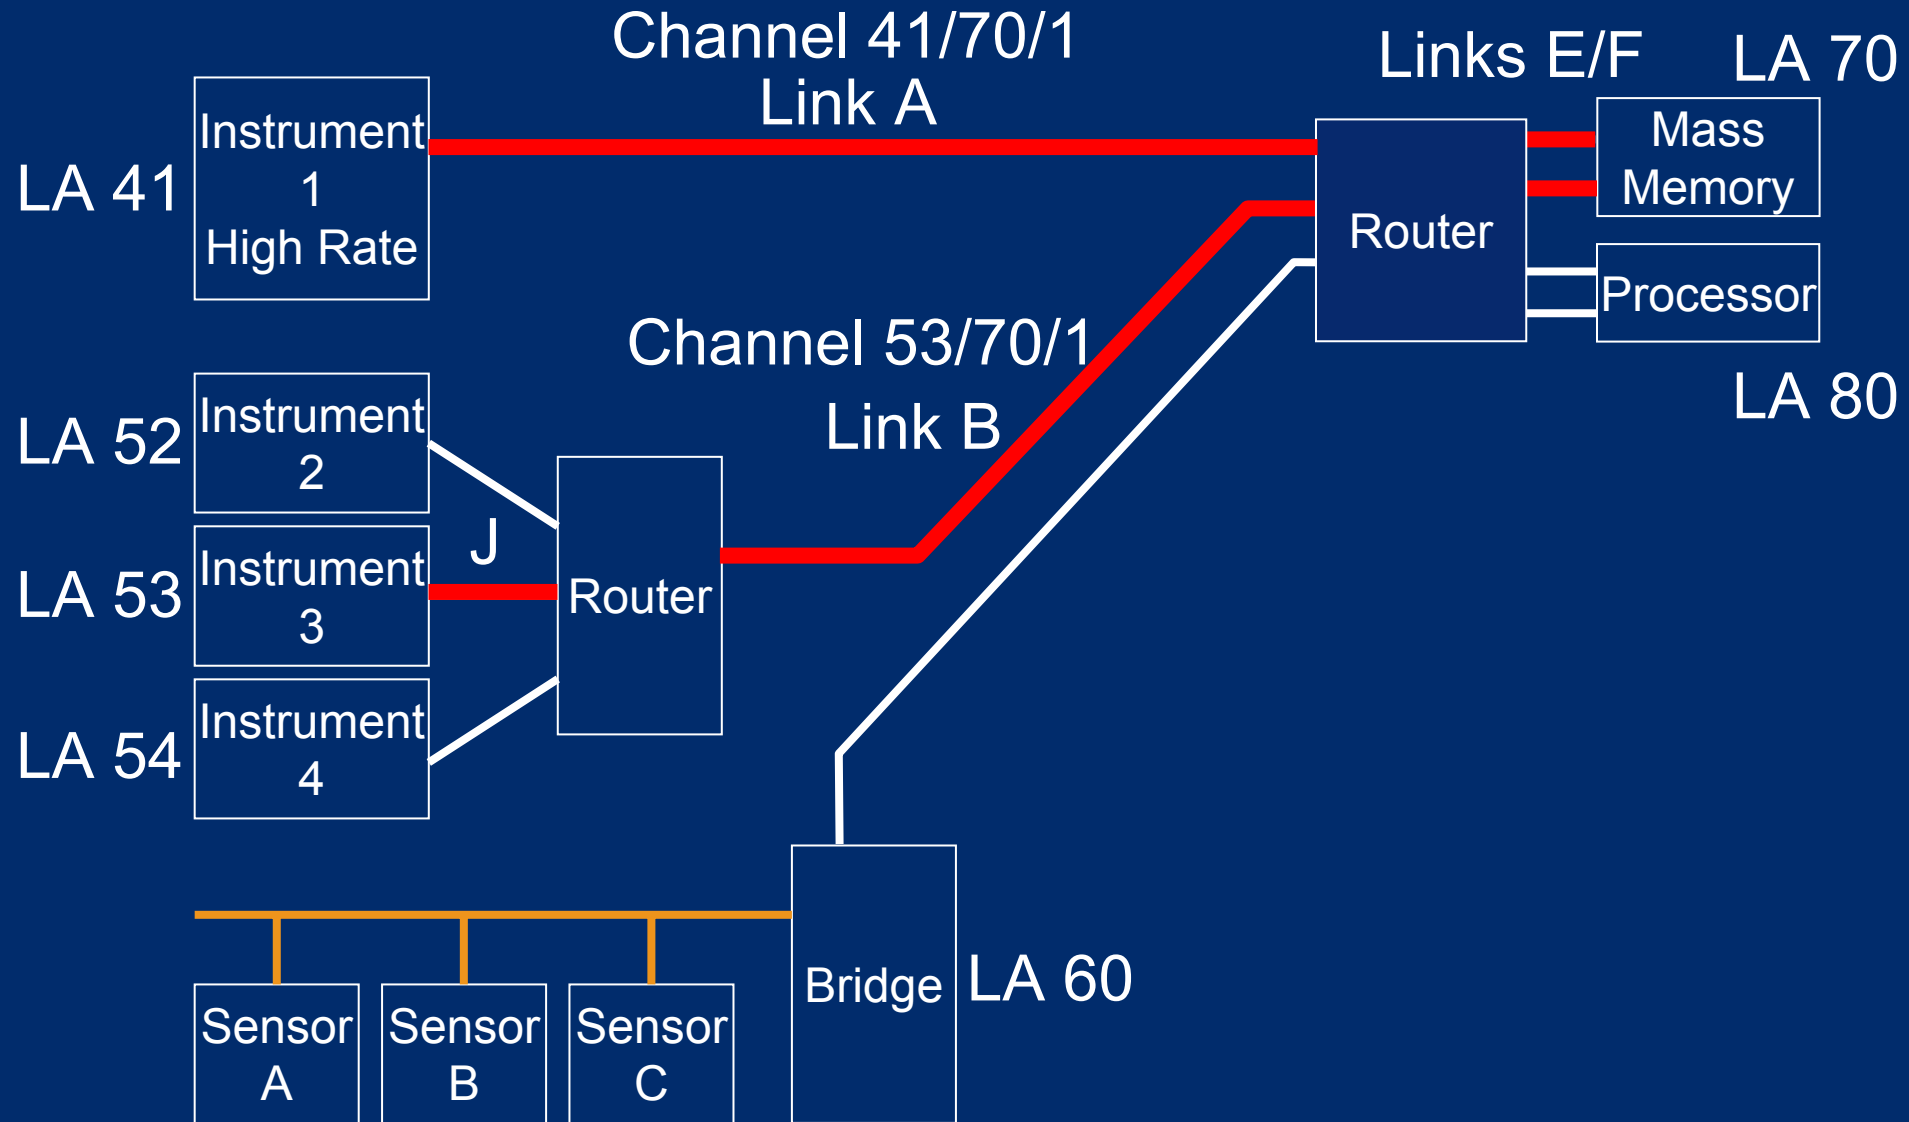 Channel 41/70/1
Link A
Links E/F
LA 70
LA 41
Instrument
1
High Rate
Router
Mass
Memory
Processor
LA 80
Channel 53/70/1
Link B
LA 52
Instrument
2
J
LA 53
Instrument
3
Router
LA 54
Instrument
4
Bridge
LA 60
Sensor
A
Sensor
B
Sensor
C